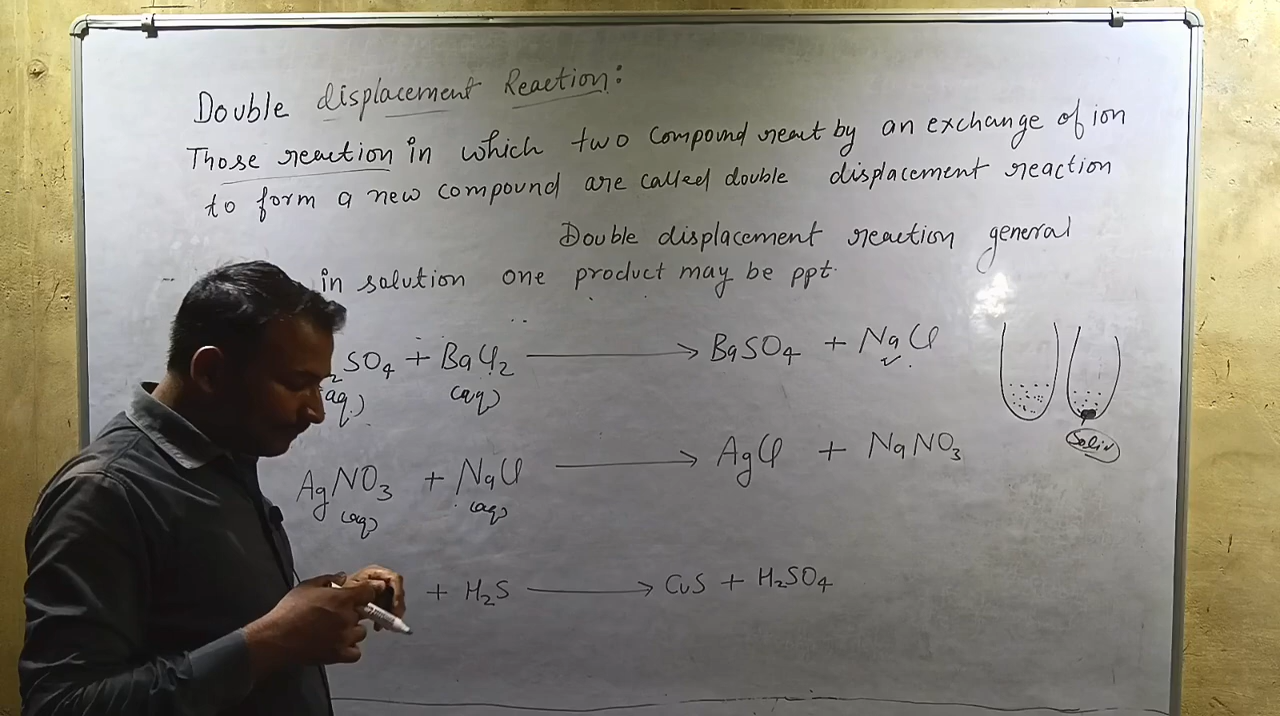 Double displacement Reaction:
Those reaction in which two compound react by an exchange of ion
to form a new compound are called double displacement reaction
Double displacement reaction general
in solution one product may be ppt.
₂SO₄ + BaCl₂ → BaSO₄ + NaCl
aq) (aq)
AgNO₃ + NaCl → AgCl + NaNO₃
(aq) (aq)
+ H₂S → CuS + H₂SO₄